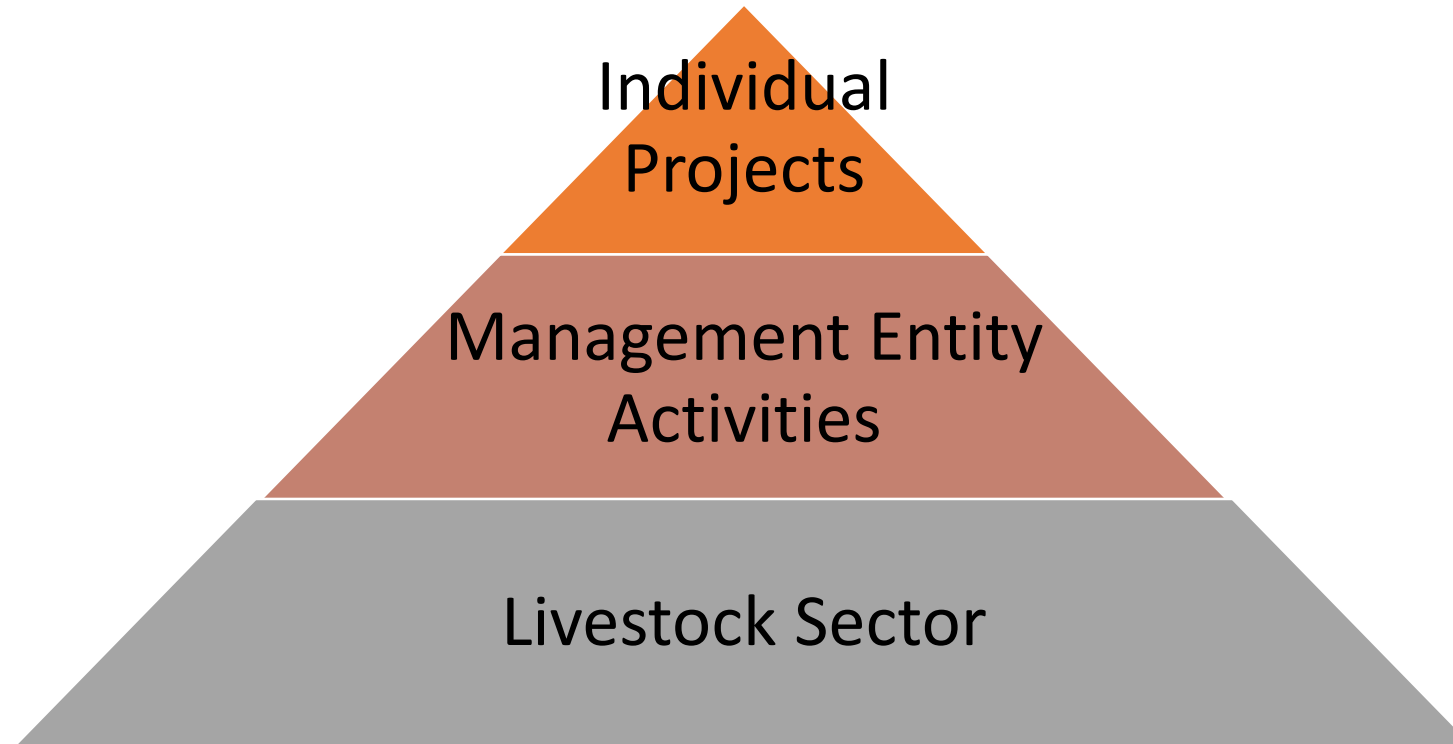 Individual
Projects
Management Entity
Activities
Livestock Sector